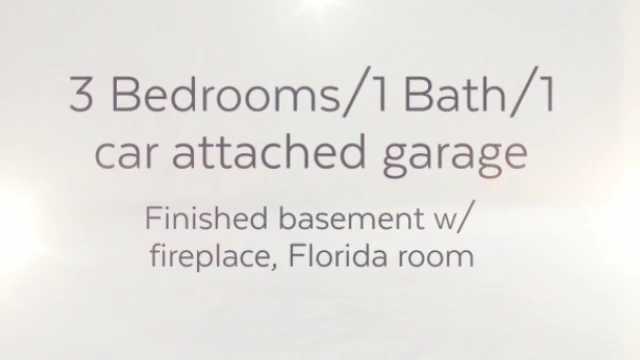 3 Bedrooms/1 Bath/1
car attached garage
Finished basement w/
fireplace, Florida room